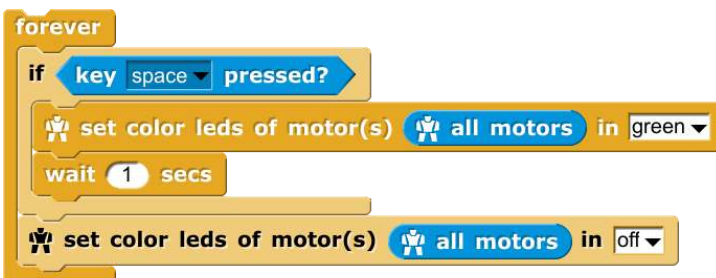 forever
if key space pressed?
set color leds of motor(s) all motors in green
wait 1 secs
set color leds of motor(s) all motors in off